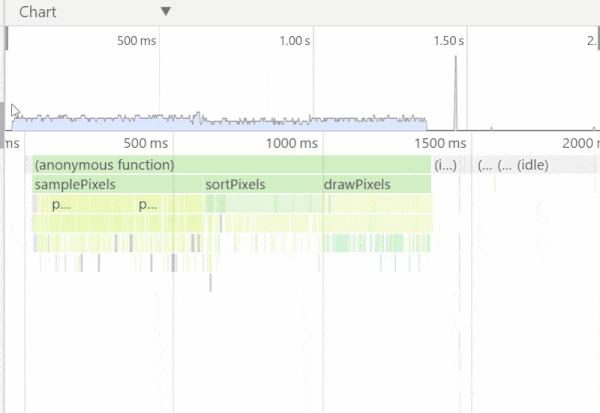 Chart ▼
500 ms 1.00 s 1.50 s 2.
ms 500 ms 1000 ms 1500 ms 2000 m
(anonymous function) (i...) (... (... (idle)
samplePixels sortPixels drawPixels
p... p...